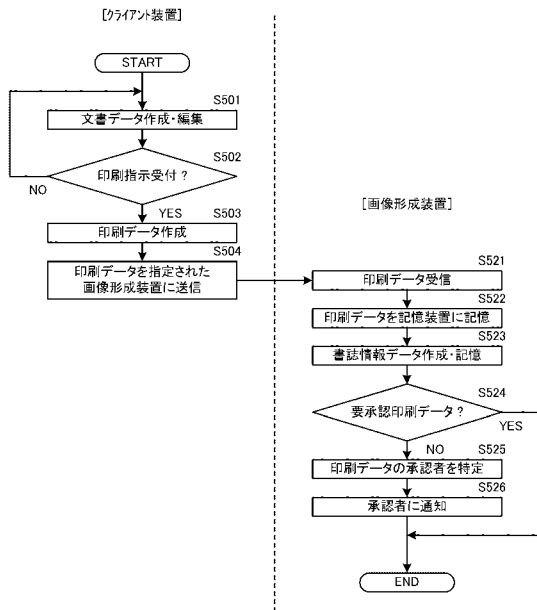 [クライアント装置]
START
S501
文書データ作成・編集
S502
印刷指示受付？
NO
YES
S503
印刷データ作成
S504
印刷データを指定された
画像形成装置に送信
[画像形成装置]
S521
印刷データ受信
S522
印刷データを記憶装置に記憶
S523
書誌情報データ作成・記憶
S524
要承認印刷データ？
YES
NO
S525
印刷データの承認者を特定
S526
承認者に通知
END